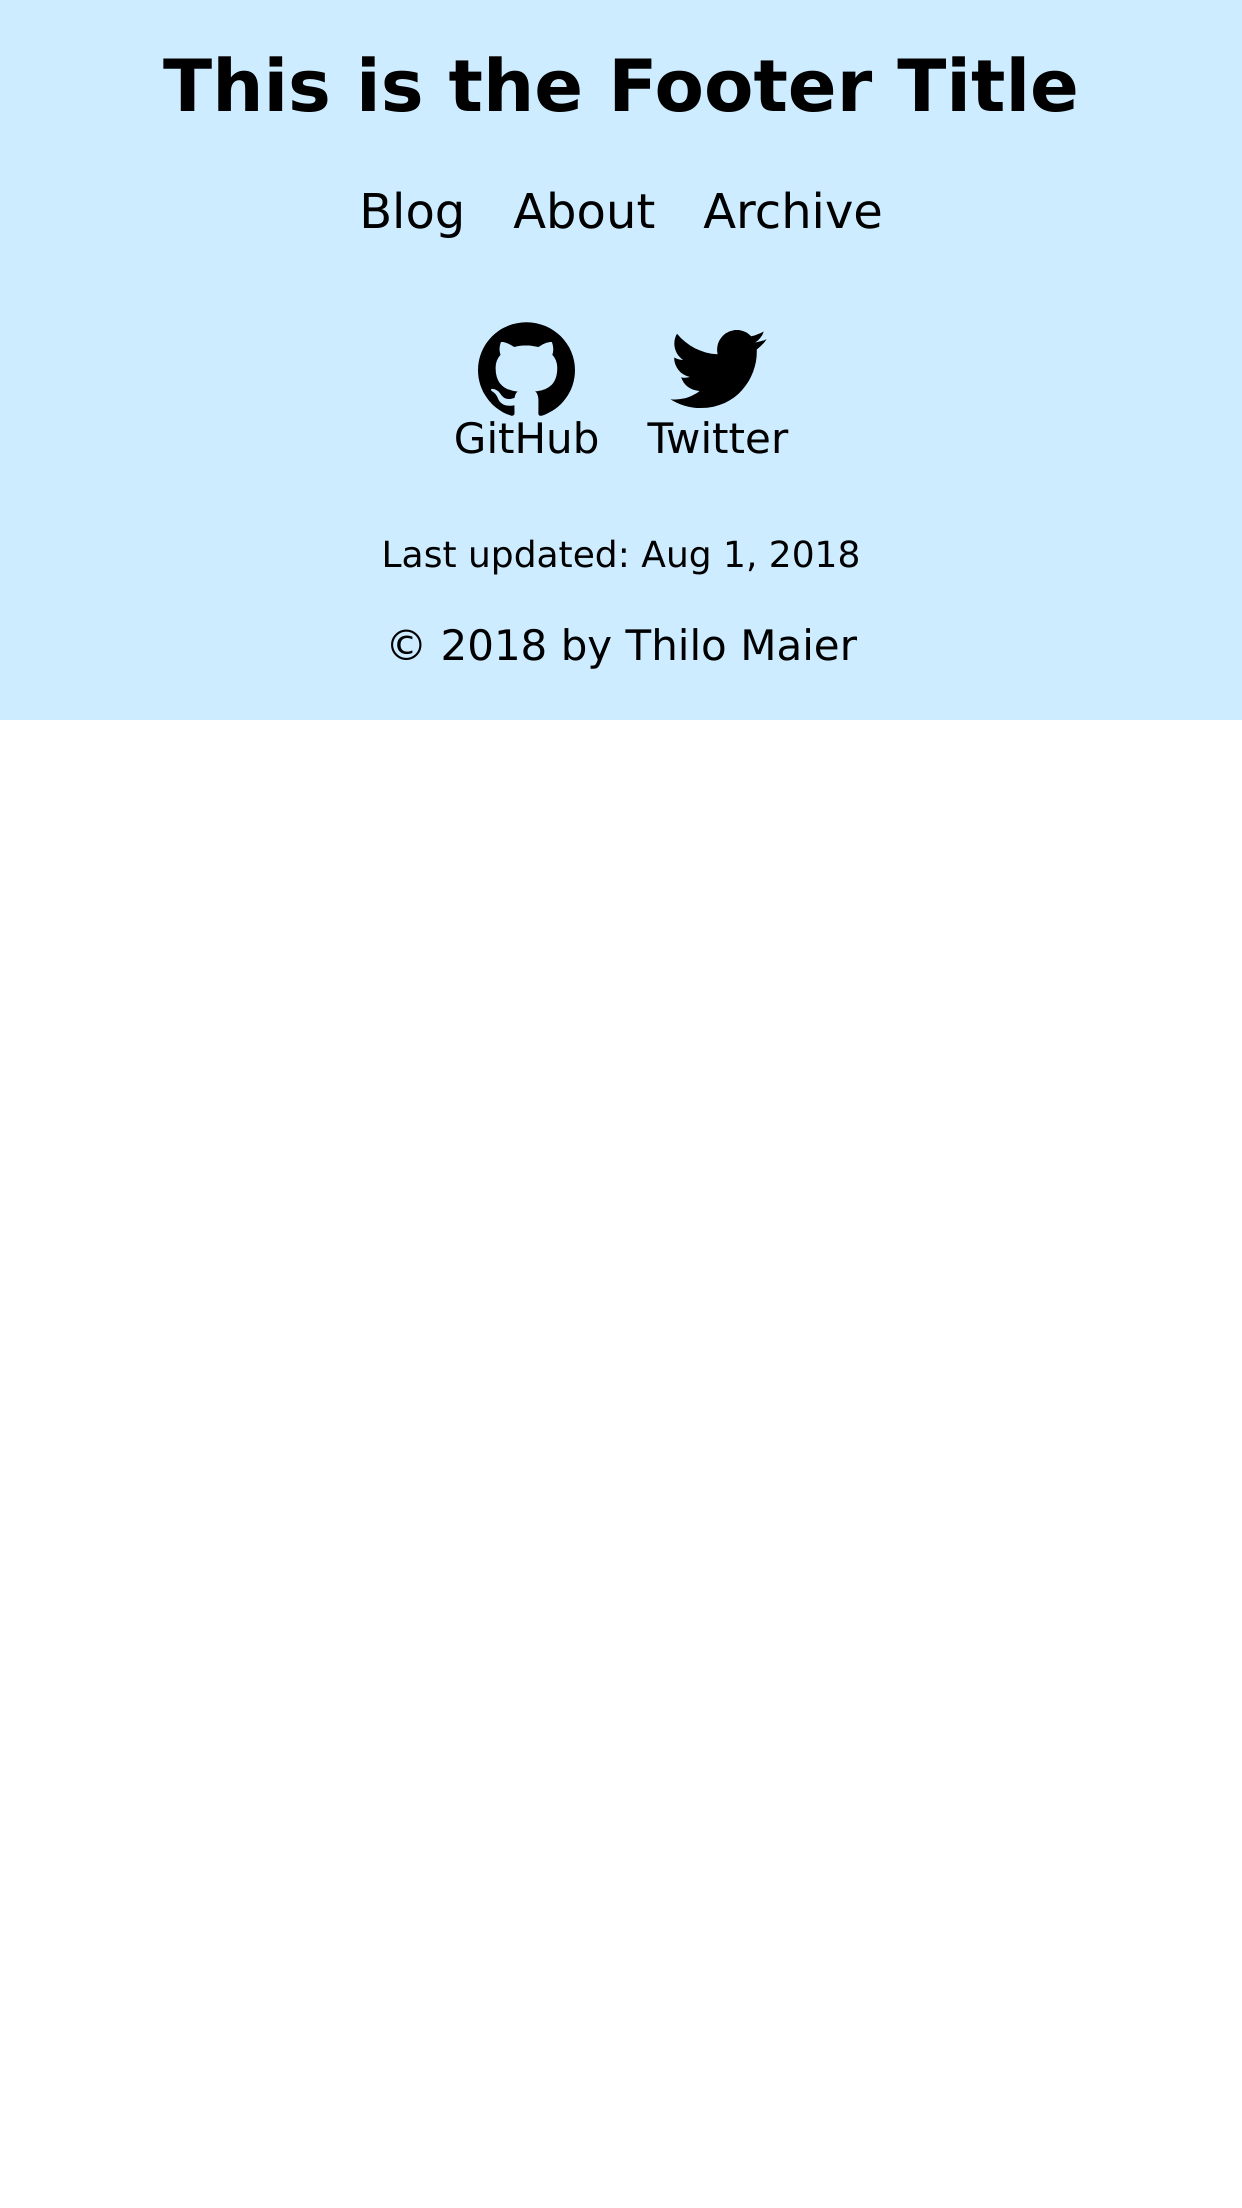 This is the Footer Title
Blog About Archive
GitHub Twitter
Last updated: Aug 1, 2018
© 2018 by Thilo Maier